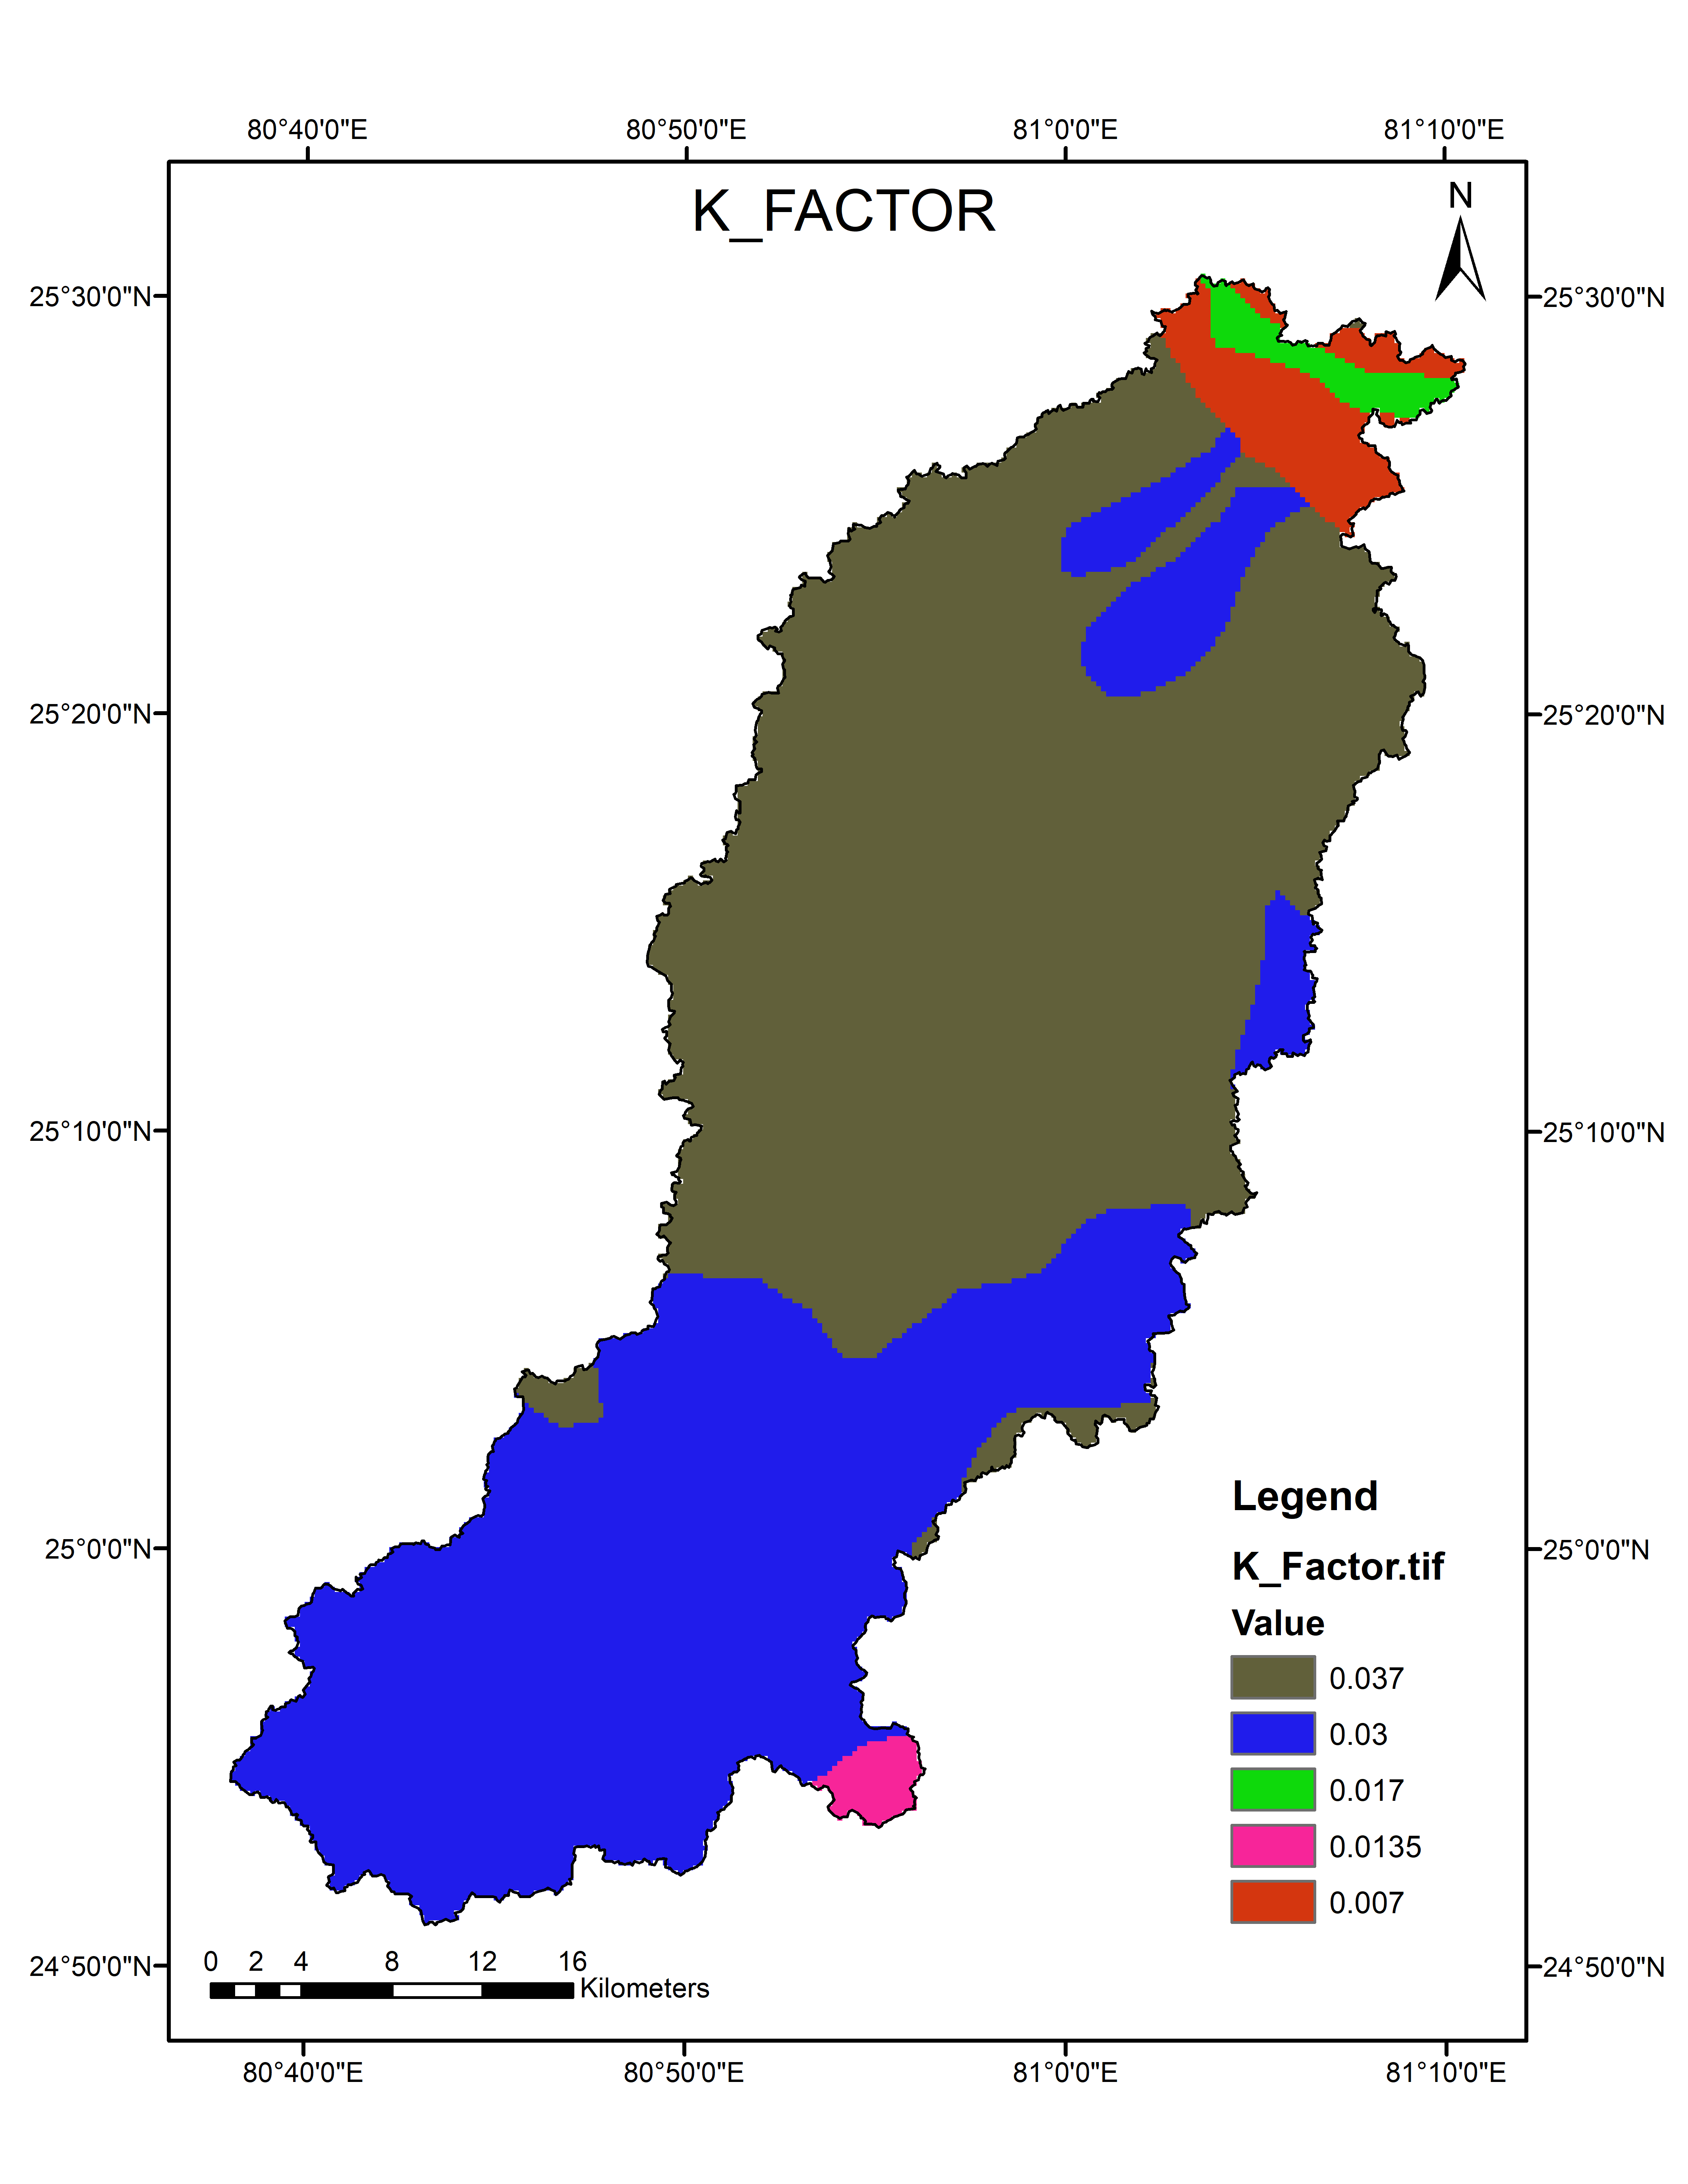 80°40'0"E 80°50'0"E 81°0'0"E 81°10'0"E
K_FACTOR
N
25°30'0"N 25°30'0"N
25°20'0"N 25°20'0"N
25°10'0"N 25°10'0"N
25°0'0"N 25°0'0"N
24°50'0"N 24°50'0"N
Legend
K_Factor.tif
Value
0.037
0.03
0.017
0.0135
0.007
0 2 4 8 12 16
Kilometers
80°40'0"E 80°50'0"E 81°0'0"E 81°10'0"E